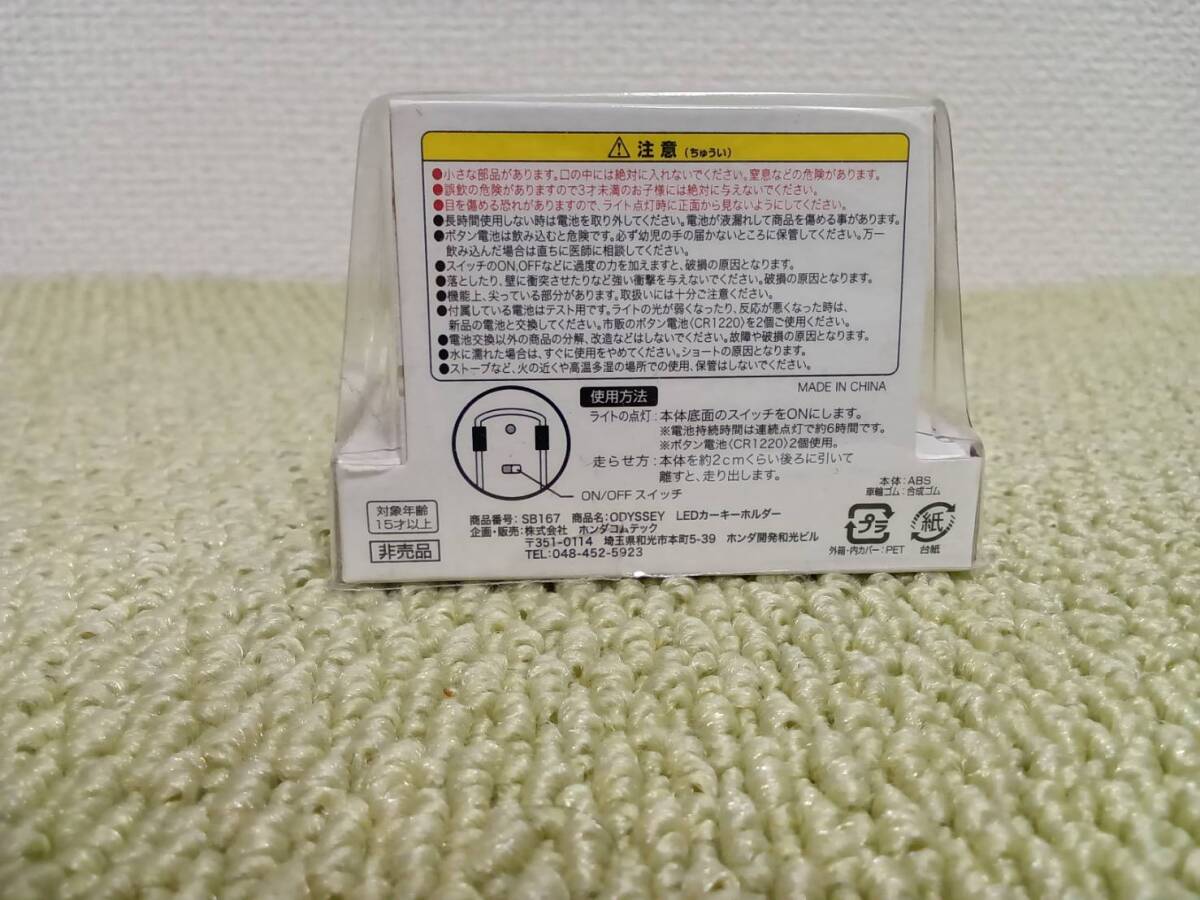 注意（ちゅうい）
●小さな部品があります。口の中には絶対に入れないでください。窒息などの危険があります。
●誤飲の危険がありますので3才未満のお子様には絶対に与えないでください。
●目を傷める恐れがありますので、ライト点灯時に正面から見ないようにしてください。
●長時間使用しない時は電池を取り外してください。電池が液漏れして商品を傷める事があります。
●ボタン電池は飲み込むと危険です。必ず幼児の手の届かないところに保管してください。万一
飲み込んだ場合は直ちに医師に相談してください。
●スイッチのON,OFFなどに過度の力を加えますと、破損の原因となります。
●落としたり、壁に衝突させたりなど強い衝撃を与えないでください。破損の原因となります。
●機能上、尖っている部分があります。取扱いには十分ご注意ください。
●付属している電池はテスト用です。ライトの光が弱くなったり、反応が悪くなった時は、
新品の電池と交換してください。市販のボタン電池〈CR1220〉を2個ご使用ください。
●電池交換以外の商品の分解、改造などはしないでください。故障や破損の原因となります。
●水に濡れた場合は、すぐに使用をやめてください。ショートの原因となります。
●ストーブなど、火の近くや高温多湿の場所での使用、保管はしないでください。
MADE IN CHINA
使用方法
ライトの点灯：本体底面のスイッチをONにします。
※電池持続時間は連続点灯で約6時間です。
※ボタン電池〈CR1220〉2個使用。
走らせ方：本体を約2cmくらい後ろに引いて
離すと、走り出します。
ON/OFF スイッチ
対象年齢
15才以上
非売品
商品番号：SB167 商品名：ODYSSEY LEDカーキーホルダー
企画・販売：株式会社 ホンダコムテック
〒351-0114 埼玉県和光市本町5-39 ホンダ開発和光ビル
TEL:048-452-5923
本体：ABS
車輪ゴム：合成ゴム
プラ
外箱・内カバー：PET
紙
台紙